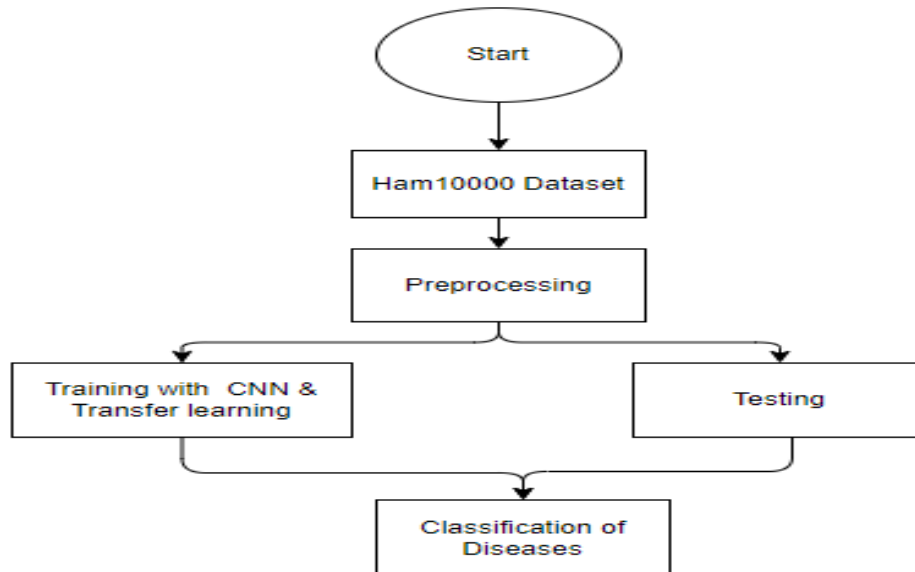 Start
Ham10000 Dataset
Preprocessing
Training with CNN &
Transfer learning
Testing
Classification of
Diseases